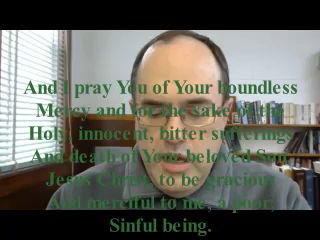 And I pray You of Your boundless
Mercy and for the sake of the
Holy, innocent, bitter sufferings
And death of Your beloved Son,
Jesus Christ, to be gracious
And merciful to me, a poor,
Sinful being.